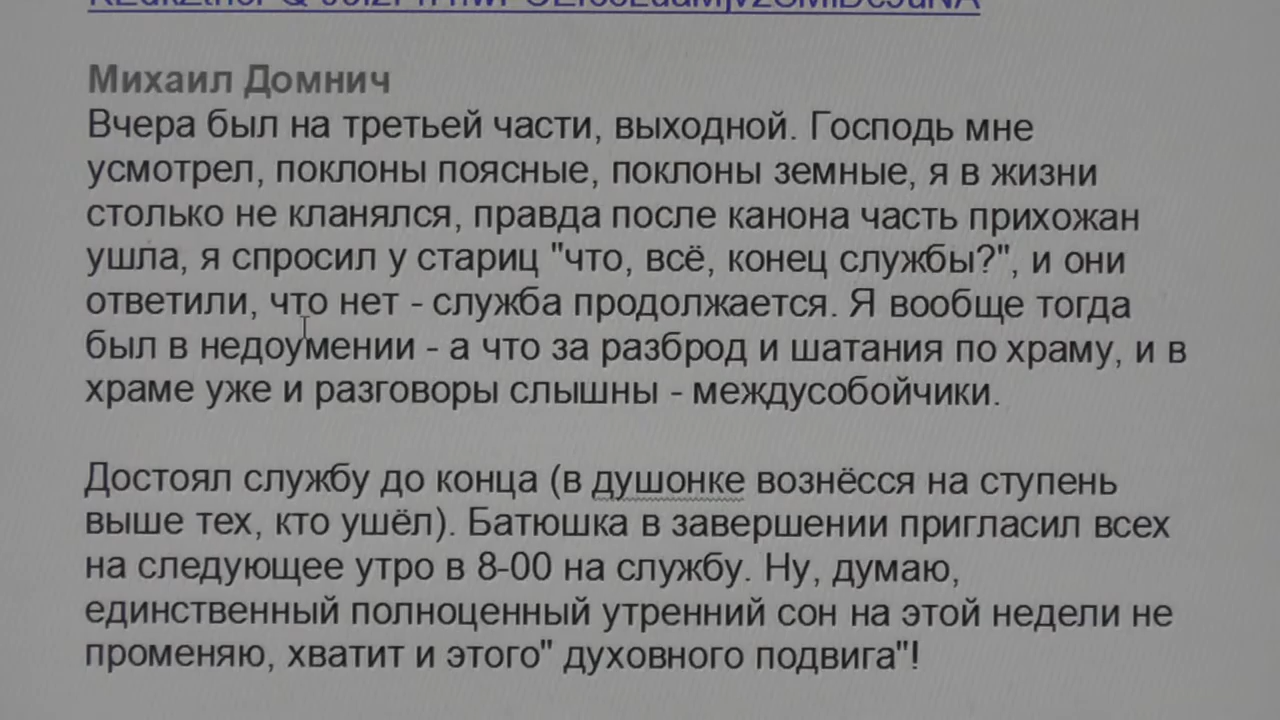 Михаил Домнич
Вчера был на третьей части, выходной. Господь мне
усмотрел, поклоны поясные, поклоны земные, я в жизни
столько не кланялся, правда после канона часть прихожан
ушла, я спросил у стариц "что, всё, конец службы?", и они
ответили, что нет - служба продолжается. Я вообще тогда
был в недоумении - а что за разброд и шатания по храму, и в
храме уже и разговоры слышны - междусобойчики.
Достоял службу до конца (в душонке вознёсся на ступень
выше тех, кто ушёл). Батюшка в завершении пригласил всех
на следующее утро в 8-00 на службу. Ну, думаю,
единственный полноценный утренний сон на этой недели не
променяю, хватит и этого" духовного подвига"!